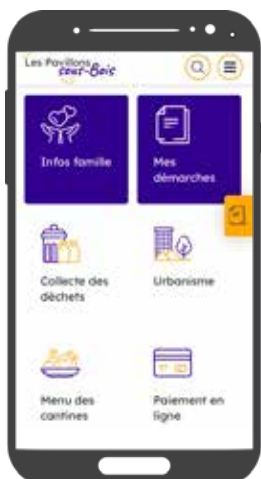 Les Pavillons
sous-Bois
Infos famille
Mes
démarches
Collecte des
déchets
Urbanisme
Menu des
cantines
Paiement en
ligne